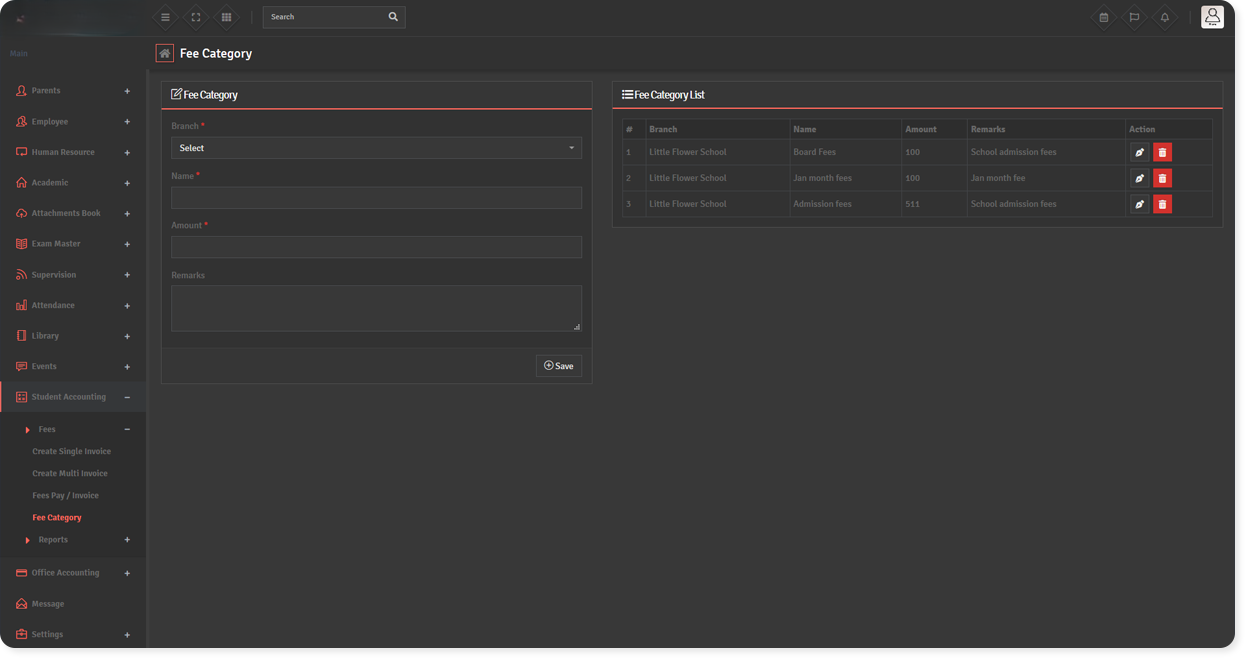 Search
Main
Fee Category
Parents +
Employee +
Human Resource +
Academic +
Attachments Book +
Exam Master +
Supervision +
Attendance +
Library +
Events +
Student Accounting −
Fees −
Create Single Invoice
Create Multi Invoice
Fees Pay / Invoice
Fee Category
Reports +
Office Accounting +
Message
Settings +
Fee Category
Branch *
Select
Name *
Amount *
Remarks
Save
Fee Category List
# Branch Name Amount Remarks Action
1 Little Flower School Board Fees 100 School admission fees
2 Little Flower School Jan month fees 100 Jan month fee
3 Little Flower School Admission fees 511 School admission fees